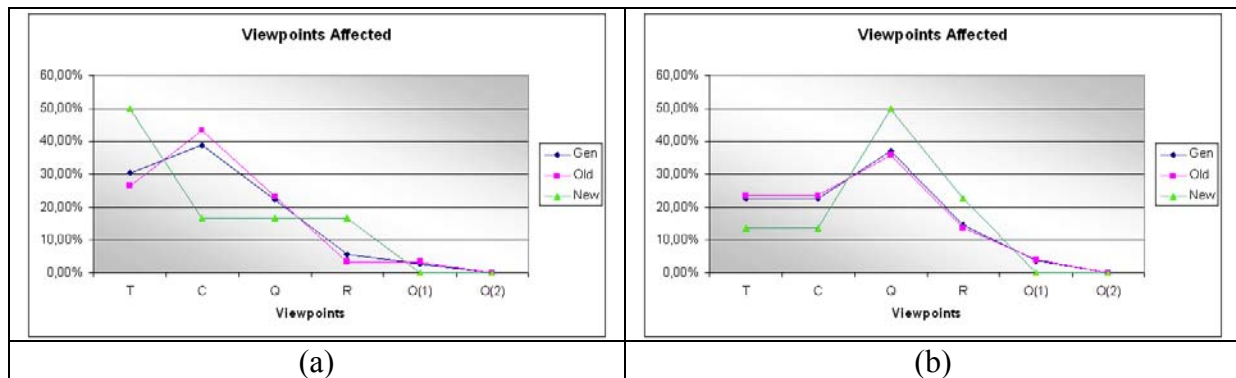 Viewpoints Affected
60,00%
50,00%
40,00%
30,00%
20,00%
10,00%
0,00%
T C Q R O(1) O(2)
Viewpoints
Gen
Old
New
(a)
Viewpoints Affected
60,00%
50,00%
40,00%
30,00%
20,00%
10,00%
0,00%
T C Q R O(1) O(2)
Viewpoints
Gen
Old
New
(b)